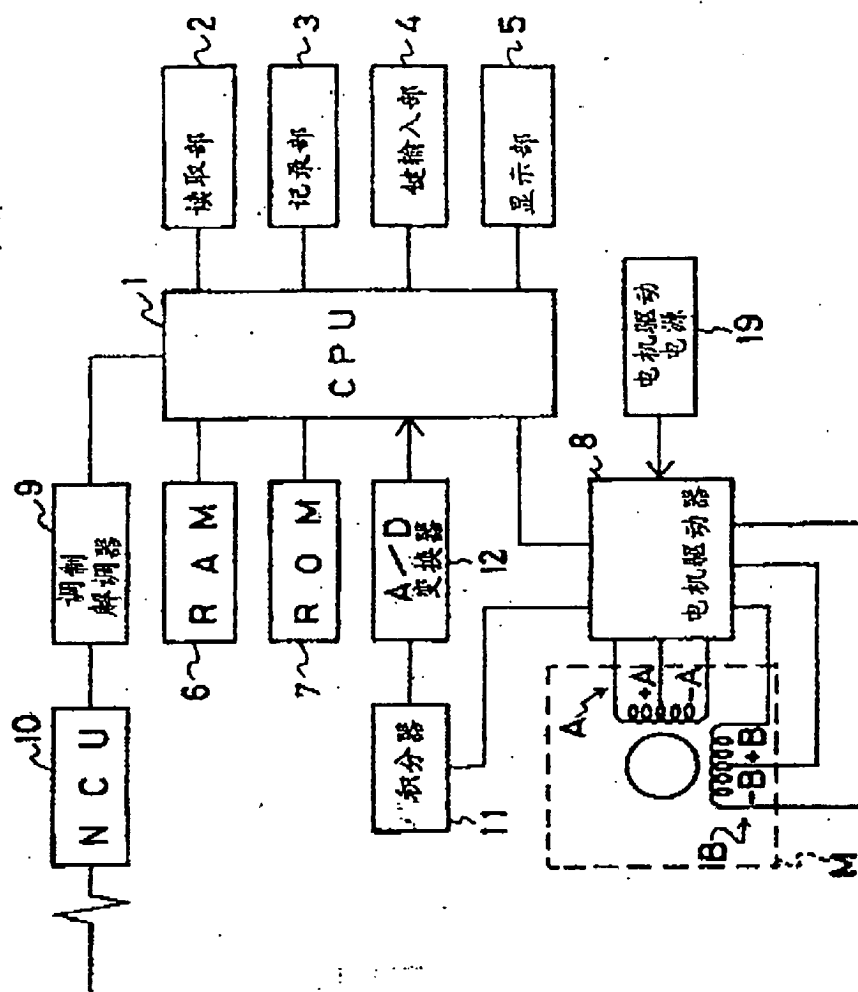 10
NCU
9
调制
解调器
6
RAM
7
ROM
11
积分器
12
A/D
变换器
1
CPU
2
读取部
3
记录部
4
键输入部
5
显示部
8
电机驱动器
19
电机驱动
电源
A
+A
-A
-B
+B
M